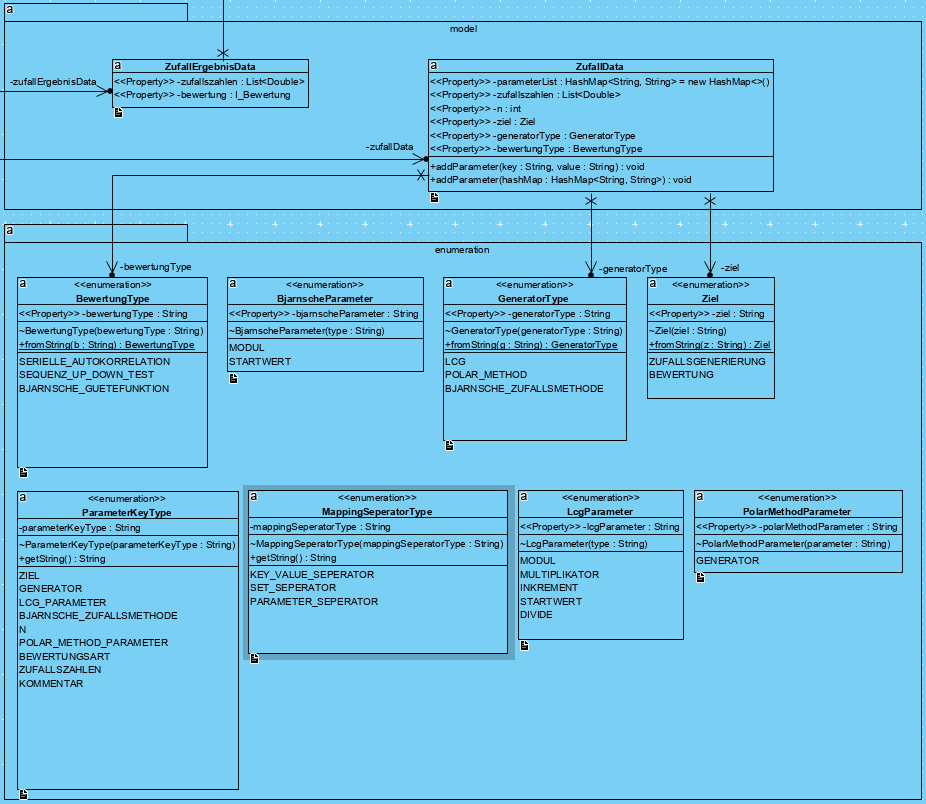 a
model
a
ZufallErgebnisData
<<Property>> -zufallszahlen : List<Double>
<<Property>> -bewertung : I_Bewertung
-zufallErgebnisData
a
ZufallData
<<Property>> -parameterList : HashMap<String, String> = new HashMap<>()
<<Property>> -zufallszahlen : List<Double>
<<Property>> -n : int
<<Property>> -ziel : Ziel
<<Property>> -generatorType : GeneratorType
<<Property>> -bewertungType : BewertungType
+addParameter(key : String, value : String) : void
+addParameter(hashMap : HashMap<String, String>) : void
-zufallData
a
enumeration
-bewertungType
-generatorType
-ziel
a
<<enumeration>>
BewertungType
<<Property>> -bewertungType : String
~BewertungType(bewertungType : String)
+fromString(b : String) : BewertungType
SERIELLE_AUTOKORRELATION
SEQUENZ_UP_DOWN_TEST
BJARNSCHE_GUETEFUNKTION
a
<<enumeration>>
BjarnscheParameter
<<Property>> -bjarnscheParameter : String
~BjarnscheParameter(type : String)
MODUL
STARTWERT
a
<<enumeration>>
GeneratorType
<<Property>> -generatorType : String
~GeneratorType(generatorType : String)
+fromString(g : String) : GeneratorType
LCG
POLAR_METHOD
BJARNSCHE_ZUFALLSMETHODE
a
<<enumeration>>
Ziel
<<Property>> -ziel : String
~Ziel(ziel : String)
+fromString(z : String) : Ziel
ZUFALLSGENERIERUNG
BEWERTUNG
a
<<enumeration>>
ParameterKeyType
-parameterKeyType : String
~ParameterKeyType(parameterKeyType : String)
+getString() : String
ZIEL
GENERATOR
LCG_PARAMETER
BJARNSCHE_ZUFALLSMETHODE
N
POLAR_METHOD_PARAMETER
BEWERTUNGSART
ZUFALLSZAHLEN
KOMMENTAR
a
<<enumeration>>
MappingSeperatorType
-mappingSeperatorType : String
~MappingSeperatorType(mappingSeperatorType : String)
+getString() : String
KEY_VALUE_SEPERATOR
SET_SEPERATOR
PARAMETER_SEPERATOR
a
<<enumeration>>
LcgParameter
<<Property>> -lcgParameter : String
~LcgParameter(type : String)
MODUL
MULTIPLIKATOR
INKREMENT
STARTWERT
DIVIDE
a
<<enumeration>>
PolarMethodParameter
<<Property>> -polarMethodParameter : String
~PolarMethodParameter(parameter : String)
GENERATOR